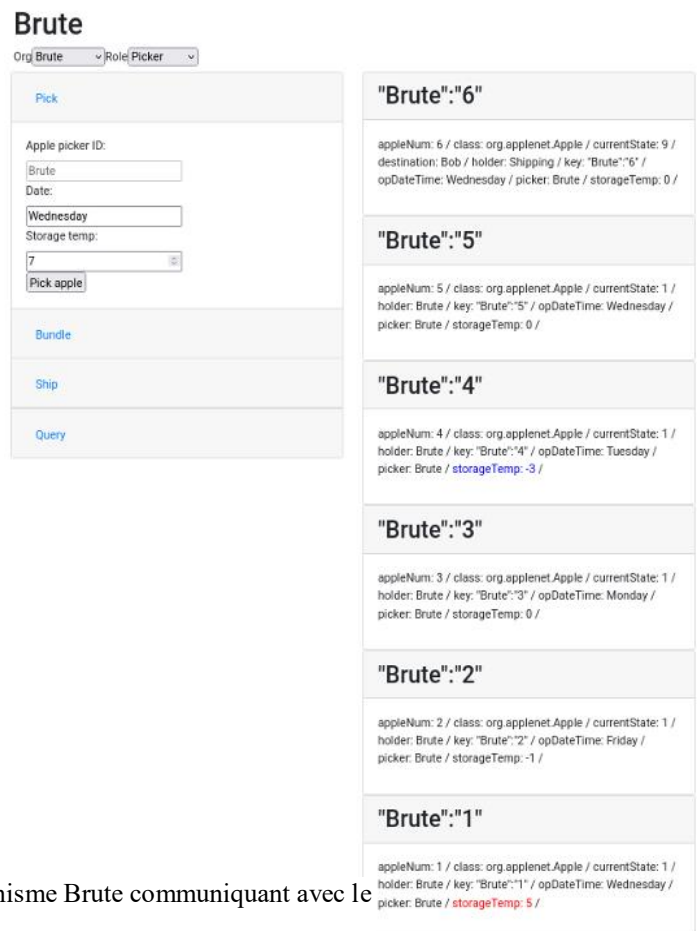 Brute
Org Brute Role Picker
Pick
Apple picker ID:
Brute
Date:
Wednesday
Storage temp:
7
Pick apple
Bundle
Ship
Query
"Brute":"6"
appleNum: 6 / class: org.applenet.Apple / currentState: 9 /
destination: Bob / holder: Shipping / key: "Brute":"6" /
opDateTime: Wednesday / picker: Brute / storageTemp: 0 /
"Brute":"5"
appleNum: 5 / class: org.applenet.Apple / currentState: 1 /
holder: Brute / key: "Brute":"5" / opDateTime: Wednesday /
picker: Brute / storageTemp: 0 /
"Brute":"4"
appleNum: 4 / class: org.applenet.Apple / currentState: 1 /
holder: Brute / key: "Brute":"4" / opDateTime: Tuesday /
picker: Brute / storageTemp: -3 /
"Brute":"3"
appleNum: 3 / class: org.applenet.Apple / currentState: 1 /
holder: Brute / key: "Brute":"3" / opDateTime: Monday /
picker: Brute / storageTemp: 0 /
"Brute":"2"
appleNum: 2 / class: org.applenet.Apple / currentState: 1 /
holder: Brute / key: "Brute":"2" / opDateTime: Friday /
picker: Brute / storageTemp: -1 /
"Brute":"1"
appleNum: 1 / class: org.applenet.Apple / currentState: 1 /
holder: Brute / key: "Brute":"1" / opDateTime: Wednesday /
picker: Brute / storageTemp: 5 /
nisme Brute communiquant avec le